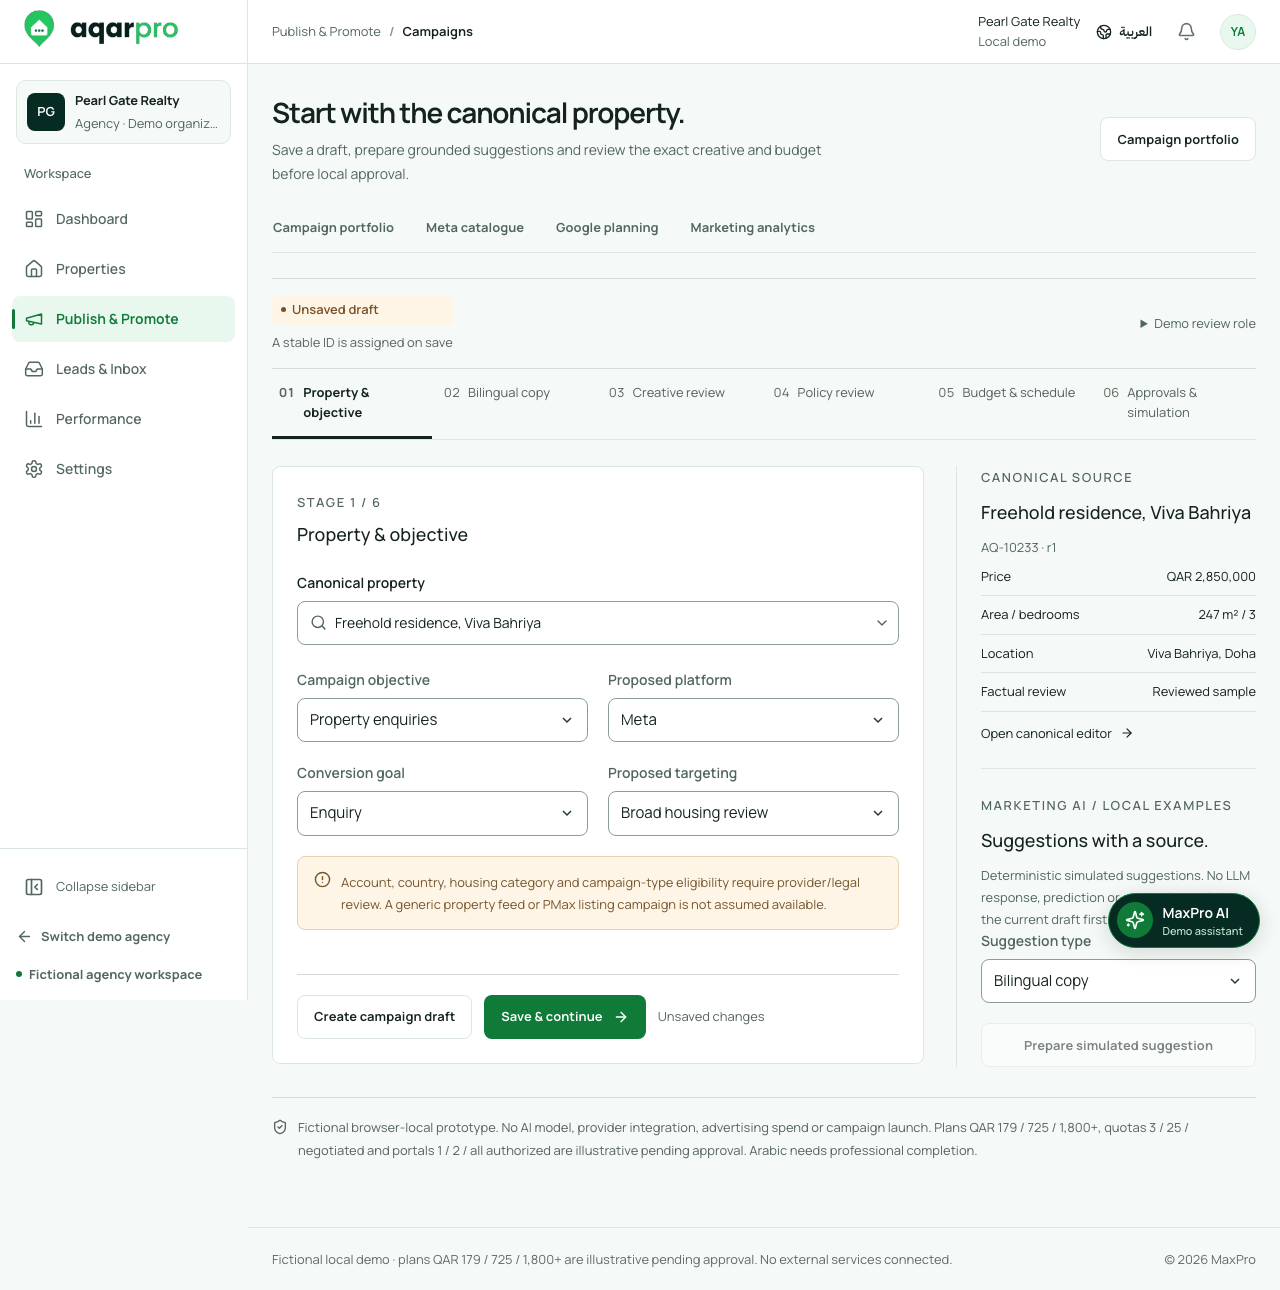 aqarpro
Publish & Promote / Campaigns
Pearl Gate Realty
Local demo
العربية
YA
PG
Pearl Gate Realty
Agency · Demo organiz...
Workspace
Dashboard
Properties
Publish & Promote
Leads & Inbox
Performance
Settings
Collapse sidebar
Switch demo agency
Fictional agency workspace
Start with the canonical property.
Save a draft, prepare grounded suggestions and review the exact creative and budget
before local approval.
Campaign portfolio
Campaign portfolio
Meta catalogue
Google planning
Marketing analytics
Unsaved draft
A stable ID is assigned on save
Demo review role
01 Property &
objective
02 Bilingual copy
03 Creative review
04 Policy review
05 Budget & schedule
06 Approvals &
simulation
STAGE 1 / 6
Property & objective
Canonical property
Freehold residence, Viva Bahriya
Campaign objective
Property enquiries
Proposed platform
Meta
Conversion goal
Enquiry
Proposed targeting
Broad housing review
Account, country, housing category and campaign-type eligibility require provider/legal
review. A generic property feed or PMax listing campaign is not assumed available.
Create campaign draft
Save & continue
Unsaved changes
CANONICAL SOURCE
Freehold residence, Viva Bahriya
AQ-10233 · r1
Price QAR 2,850,000
Area / bedrooms 247 m² / 3
Location Viva Bahriya, Doha
Factual review Reviewed sample
Open canonical editor
MARKETING AI / LOCAL EXAMPLES
Suggestions with a source.
Deterministic simulated suggestions. No LLM
response, prediction or
the current draft first
MaxPro AI
Demo assistant
Suggestion type
Bilingual copy
Prepare simulated suggestion
Fictional browser-local prototype. No AI model, provider integration, advertising spend or campaign launch. Plans QAR 179 / 725 / 1,800+, quotas 3 / 25 /
negotiated and portals 1 / 2 / all authorized are illustrative pending approval. Arabic needs professional completion.
Fictional local demo · plans QAR 179 / 725 / 1,800+ are illustrative pending approval. No external services connected.
© 2026 MaxPro